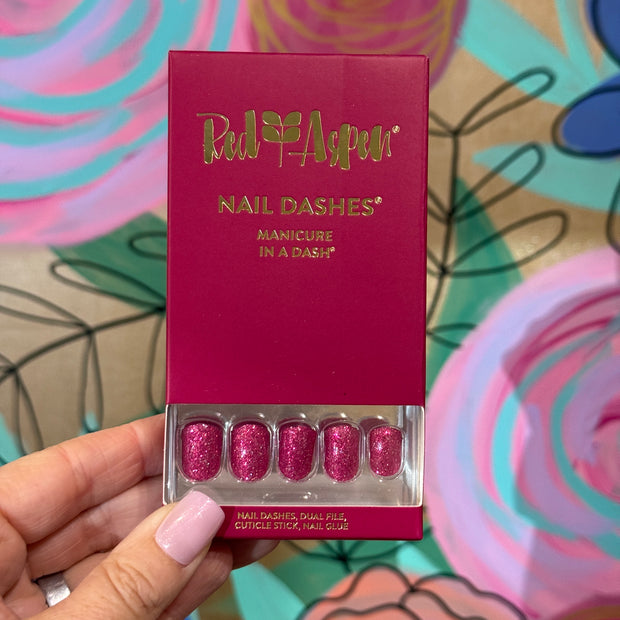 Red Aspen®
NAIL DASHES®
MANICURE
IN A DASH®
NAIL DASHES, DUAL FILE,
CUTICLE STICK, NAIL GLUE